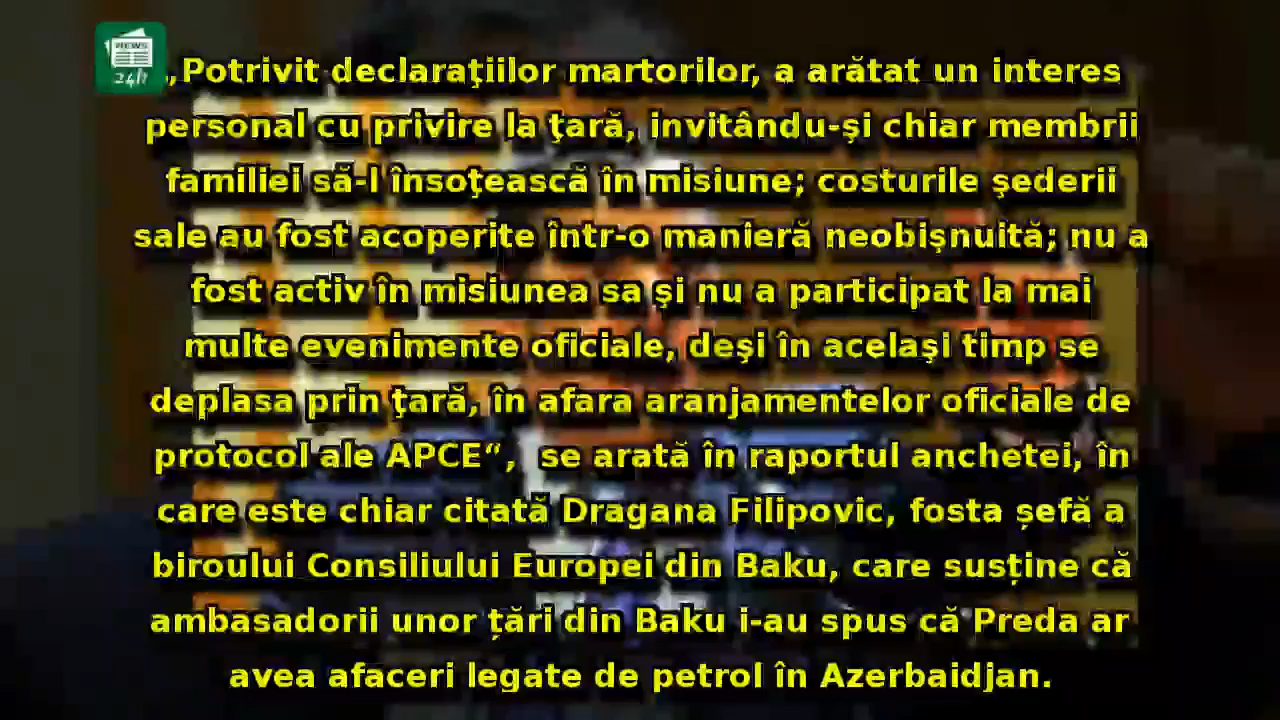 NEWS
24h
„Potrivit declaraţiilor martorilor, a arătat un interes
personal cu privire la ţară, invitându-şi chiar membrii
familiei să-l însoţească în misiune; costurile şederii
sale au fost acoperite într-o manieră neobişnuită; nu a
fost activ în misiunea sa şi nu a participat la mai
multe evenimente oficiale, deşi în acelaşi timp se
deplasa prin ţară, în afara aranjamentelor oficiale de
protocol ale APCE“,  se arată în raportul anchetei, în
care este chiar citată Dragana Filipovic, fosta șefă a
biroului Consiliului Europei din Baku, care susține că
ambasadorii unor țări din Baku i-au spus că Preda ar
avea afaceri legate de petrol în Azerbaidjan.